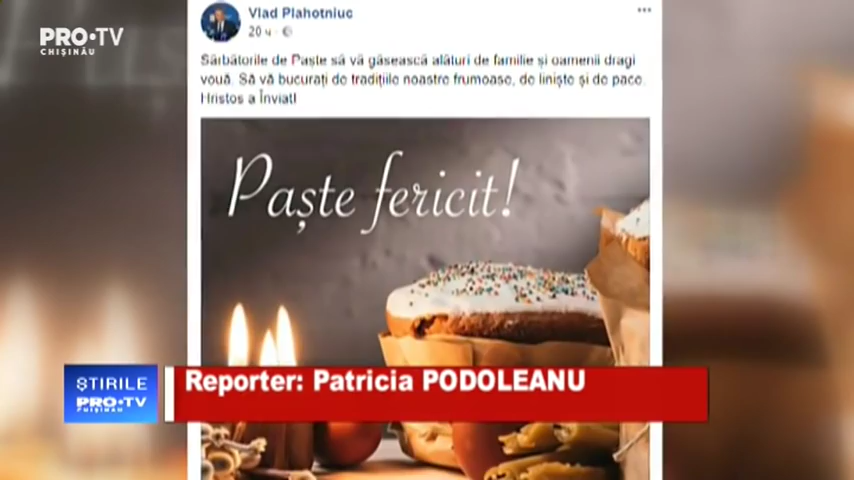 PRO•TV
CHIȘINĂU
Vlad Plahotniuc
20 ч ·
Sărbătorile de Paște să vă găsească alături de familie și oamenii dragi
vouă. Să vă bucurați de tradițiile noastre frumoase, de liniște și de pace.
Hristos a Înviat!
Paște fericit!
ȘTIRILE
PRO•TV
CHIȘINĂU
Reporter: Patricia PODOLEANU